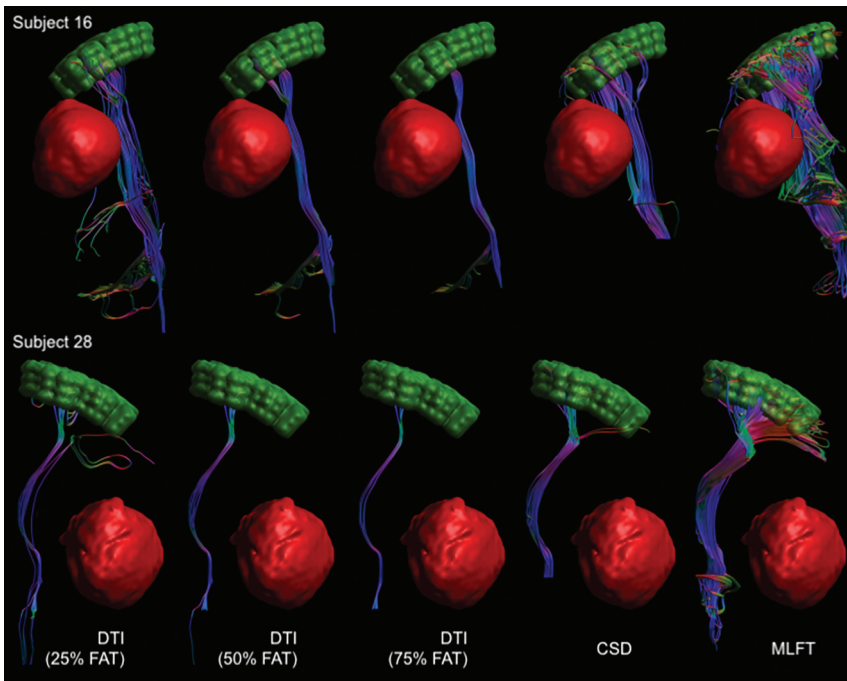 Subject 16
Subject 28
DTI
(25% FAT)
DTI
(50% FAT)
DTI
(75% FAT)
CSD
MLFT